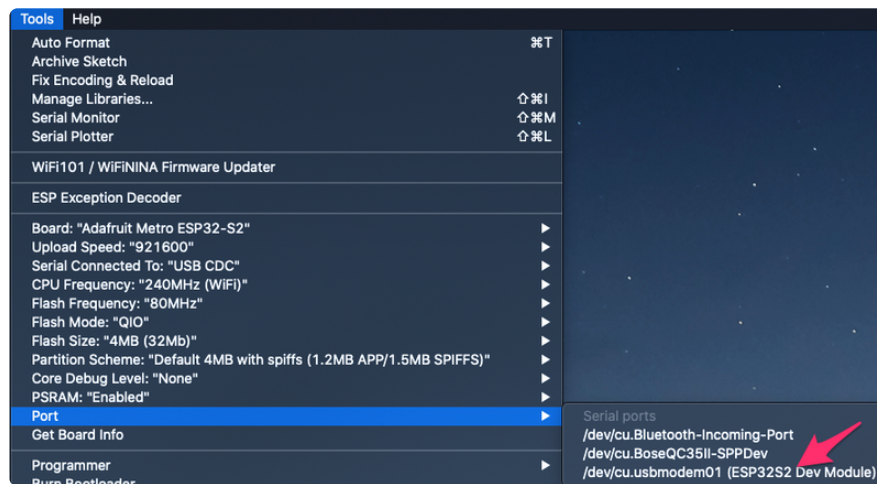 Tools Help
Auto Format ⌘T
Archive Sketch
Fix Encoding & Reload
Manage Libraries... ⇧⌘I
Serial Monitor ⇧⌘M
Serial Plotter ⇧⌘L
WiFi101 / WiFiNINA Firmware Updater
ESP Exception Decoder
Board: "Adafruit Metro ESP32-S2"
Upload Speed: "921600"
Serial Connected To: "USB CDC"
CPU Frequency: "240MHz (WiFi)"
Flash Frequency: "80MHz"
Flash Mode: "QIO"
Flash Size: "4MB (32Mb)"
Partition Scheme: "Default 4MB with spiffs (1.2MB APP/1.5MB SPIFFS)"
Core Debug Level: "None"
PSRAM: "Enabled"
Port
Get Board Info
Programmer
Burn Bootloader
Serial ports
/dev/cu.Bluetooth-Incoming-Port
/dev/cu.BoseQC35II-SPPDev
/dev/cu.usbmodem01 (ESP32S2 Dev Module)